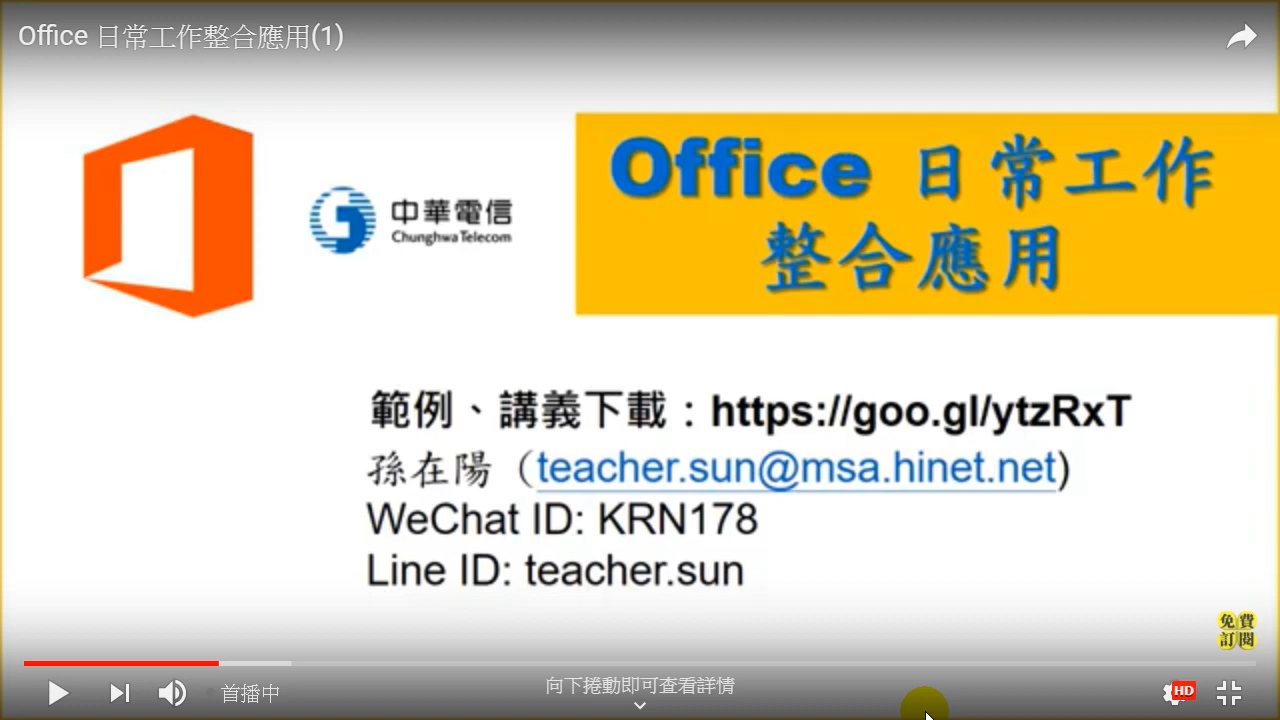 Office 日常工作整合應用(1)
Office 日常工作
整合應用
中華電信
Chunghwa Telecom
範例、講義下載：https://goo.gl/ytzRxT
孫在陽（teacher.sun@msa.hinet.net)
WeChat ID: KRN178
Line ID: teacher.sun
免費
訂閱
首播中
向下捲動即可查看詳情
HD